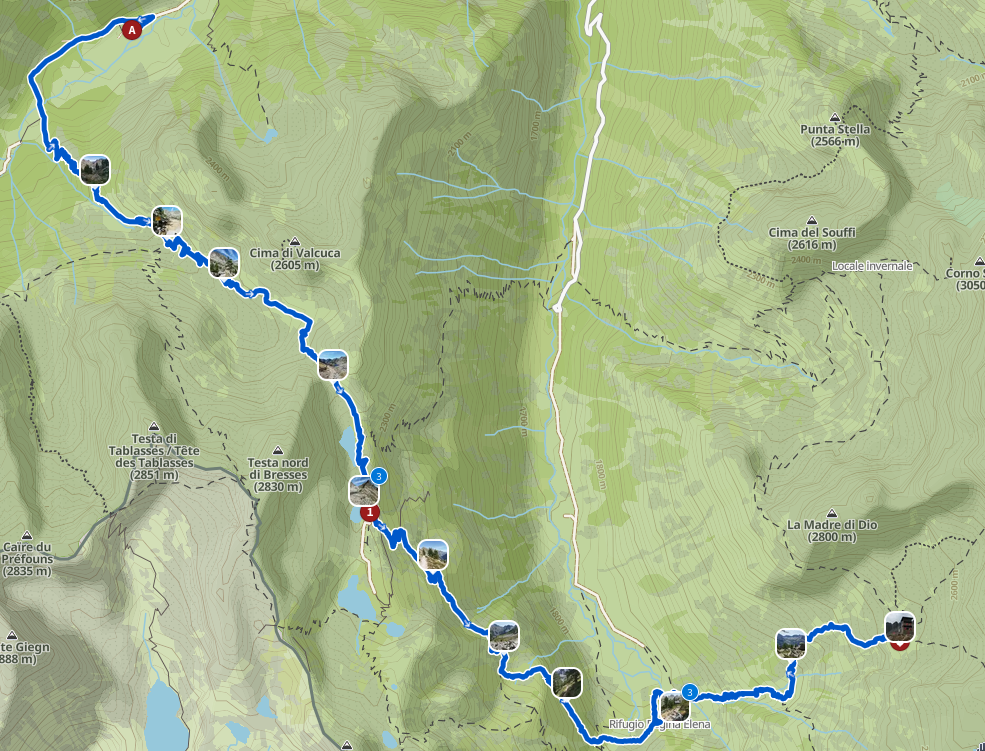 A
2100 m
Punta Stella
(2566 m)
2000 m
1700 m
2400 m
Cima del Souffi
(2616 m)
2400 m
Locale invernale
2300 m
Corno S
(3050
Cima di Valcuca
(2605 m)
2300 m
1700 m
Testa di
Tablasses / Tête
des Tablasses
(2851 m)
Testa nord
di Bresses
(2830 m)
3
1800 m
1
La Madre di Dio
(2800 m)
Caire du
Préfouns
(2835 m)
2600 m
1800 m
te Giegn
888 m)
3
Rifugio Regina Elena